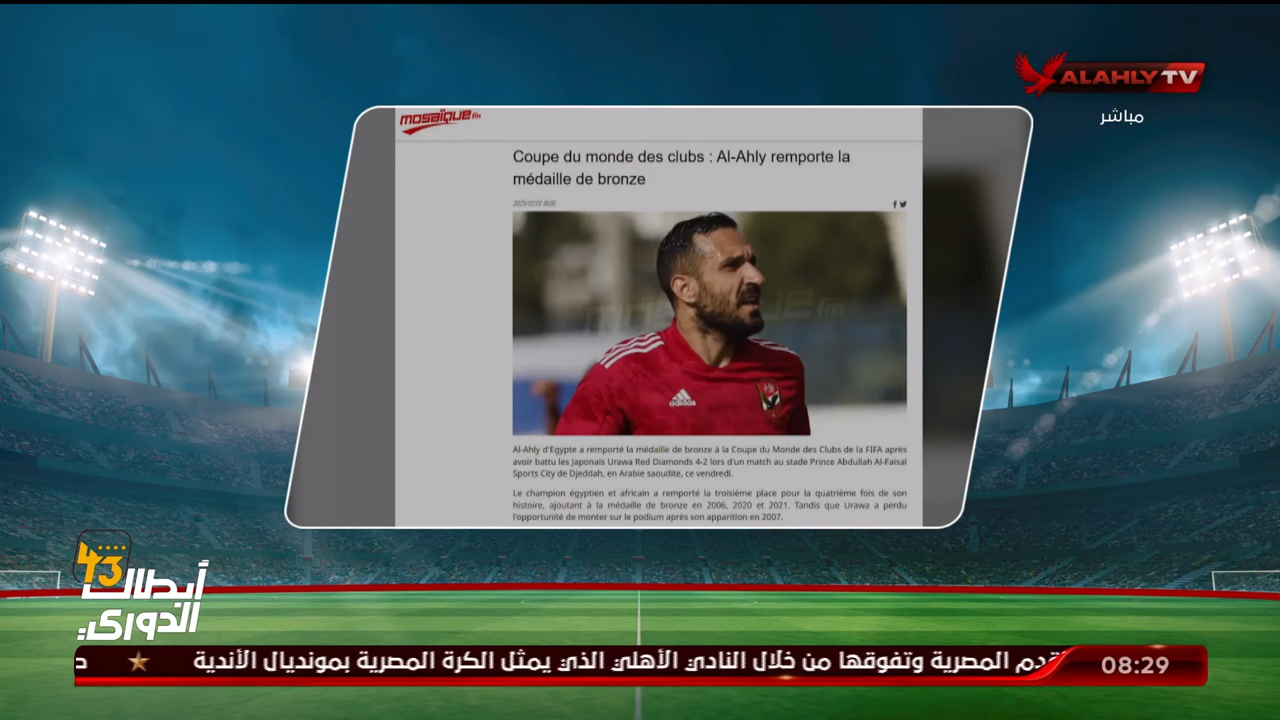 ALAHLY TV
مباشر
mosaïque fm
Coupe du monde des clubs : Al-Ahly remporte la
médaille de bronze
2023/12/22
mosaïque fm
adidas
Al-Ahly d'Egypte a remporté la médaille de bronze à la Coupe du Monde des Clubs de la FIFA après
avoir battu les Japonais Urawa Red Diamonds 4-2 lors d'un match au stade Prince Abdullah Al-Faisal
Sports City de Djeddah, en Arabie saoudite, ce vendredi.
Le champion égyptien et africain a remporté la troisième place pour la quatrième fois de son
histoire, ajoutant à la médaille de bronze en 2006, 2020 et 2021. Tandis que Urawa a perdu
l'opportunité de monter sur le podium après son apparition en 2007.
43
أبطال
الدوري
المصرية وتفوقها من خلال النادي الأهلي الذي يمثل الكرة المصرية بمونديال الأندية
08:29